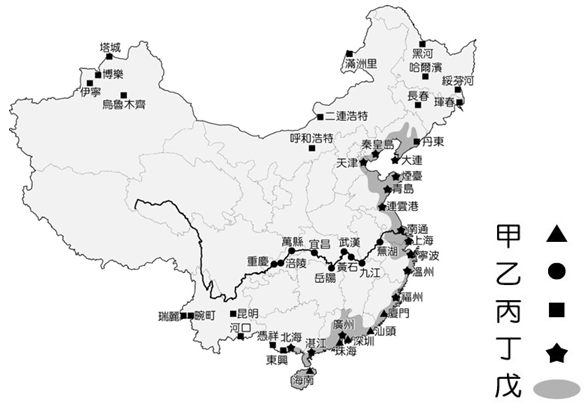 塔城
博樂
伊寧
烏魯木齊
滿洲里
黑河
哈爾濱
綏芬河
長春
琿春
二連浩特
呼和浩特
丹東
秦皇島
天津
大連
煙臺
青島
連雲港
南通
上海
寧波
溫州
福州
廈門
汕頭
深圳
珠海
廣州
湛江
海南
北海
東興
憑祥
河口
昆明
瑞麗
畹町
重慶
涪陵
萬縣
宜昌
岳陽
武漢
黃石
九江
蕪湖
甲
乙
丙
丁
戊